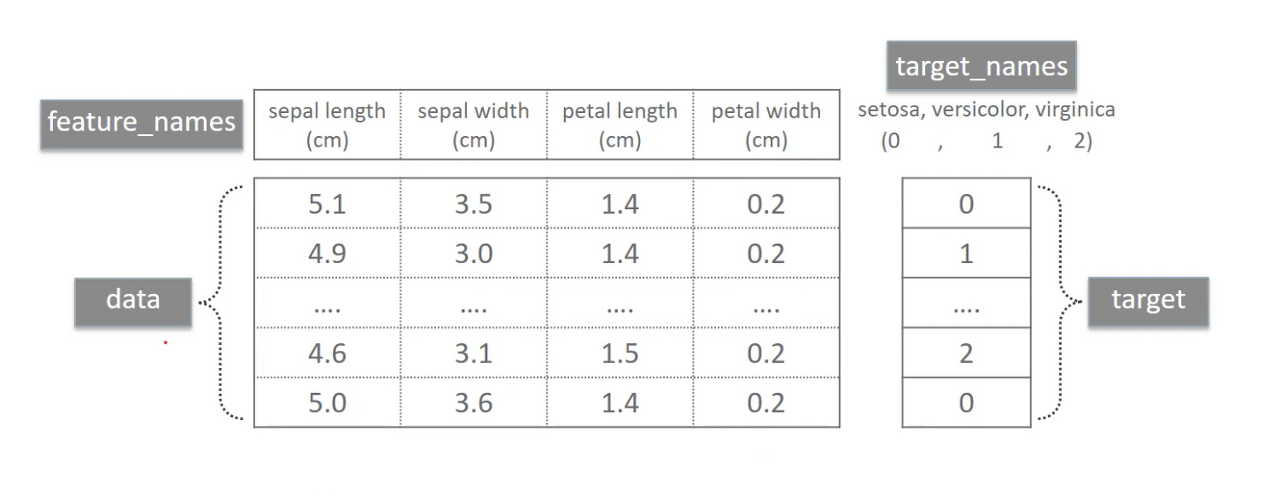 target_names
feature_names
sepal length (cm) sepal width (cm) petal length (cm) petal width (cm)
setosa, versicolor, virginica
(0 , 1 , 2)
5.1 3.5 1.4 0.2 0
4.9 3.0 1.4 0.2 1
.... .... .... .... ....
data
target
4.6 3.1 1.5 0.2 2
5.0 3.6 1.4 0.2 0